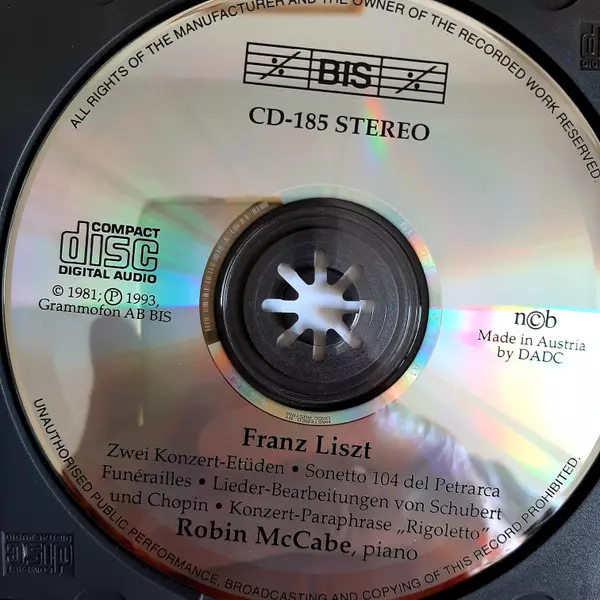 ALL RIGHTS OF THE MANUFACTURER AND THE OWNER OF THE RECORDED WORK RESERVED.
BIS
CD-185 STEREO
COMPACT
disc
DIGITAL AUDIO
© 1981; Ⓟ 1993,
Grammofon AB BIS
n©b
Made in Austria
by DADC
Franz Liszt
Zwei Konzert-Etüden • Sonetto 104 del Petrarca
Funérailles • Lieder-Bearbeitungen von Schubert
und Chopin • Konzert-Paraphrase „Rigoletto"
Robin McCabe, piano
UNAUTHORISED PUBLIC PERFORMANCE, BROADCASTING AND COPYING OF THIS RECORD PROHIBITED.
disc